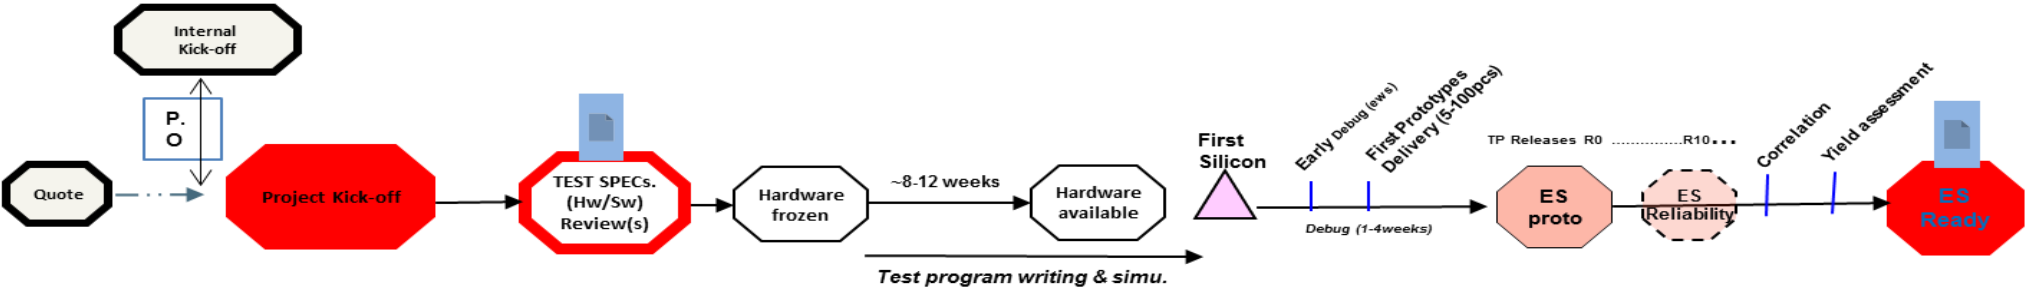 Internal
Kick-off
P.
O
Quote
Project Kick-off
TEST SPECs.
(Hw/Sw)
Review(s)
Hardware
frozen
~8-12 weeks
Hardware
available
Test program writing & simu.
First
Silicon
Early Debug (ews)
First Prototypes
Delivery (5-100pcs)
Debug (1-4weeks)
TP Releases R0 ..............R10...
ES
proto
ES
Reliability
Correlation
Yield assessment
ES
Ready